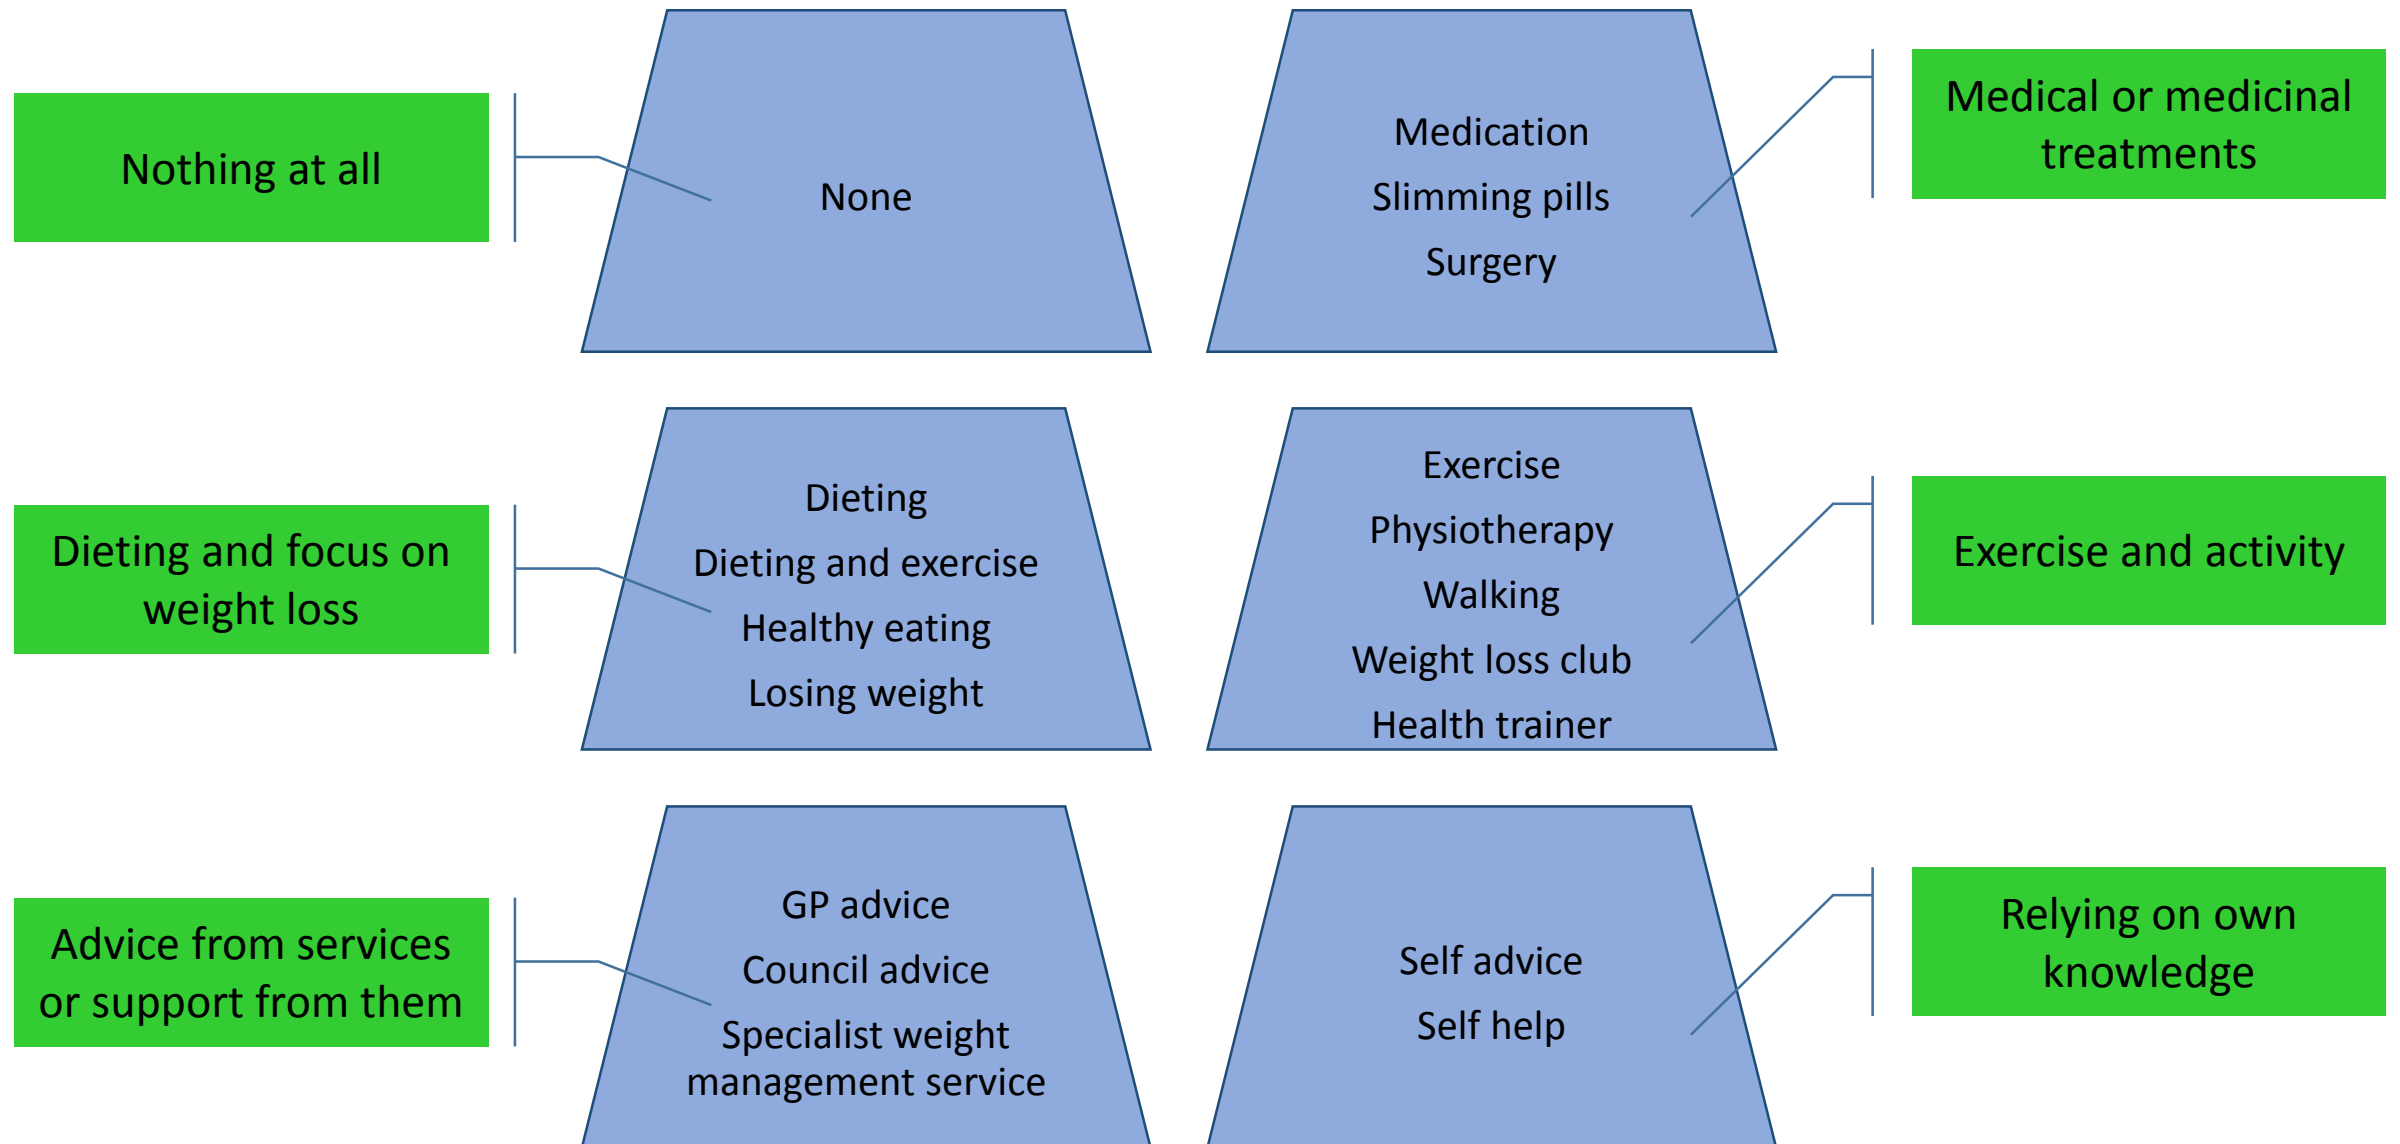 Nothing at all
None
Medication
Slimming pills
Surgery
Medical or medicinal
treatments
Dieting and focus on
weight loss
Dieting
Dieting and exercise
Healthy eating
Losing weight
Exercise
Physiotherapy
Walking
Weight loss club
Health trainer
Exercise and activity
Advice from services
or support from them
GP advice
Council advice
Specialist weight
management service
Self advice
Self help
Relying on own
knowledge